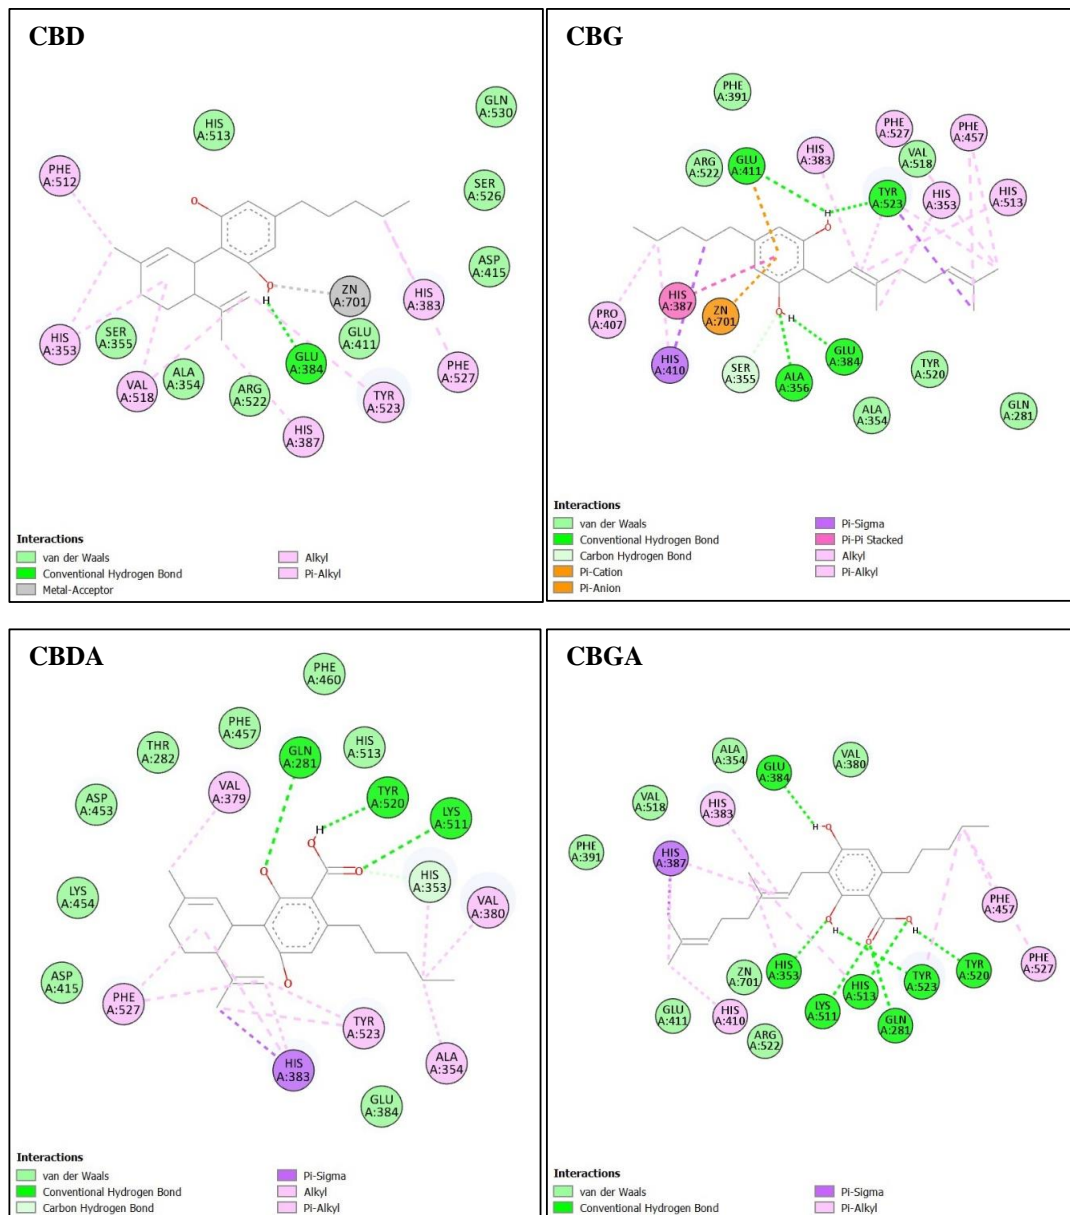 CBD
GLN
A:530
HIS
A:513
PHE
A:512
SER
A:526
O
ASP
A:415
O
H
ZN
A:701
HIS
A:383
HIS
A:353
SER
A:355
GLU
A:411
GLU
A:384
ALA
A:354
VAL
A:518
ARG
A:522
PHE
A:527
TYR
A:523
HIS
A:387
Interactions
van der Waals
Conventional Hydrogen Bond
Metal-Acceptor
Alkyl
Pi-Alkyl
CBG
PHE
A:391
PHE
A:527
PHE
A:457
HIS
A:383
ARG
A:522
GLU
A:411
VAL
A:518
TYR
A:523
HIS
A:353
HIS
A:513
H
O
HIS
A:387
ZN
A:701
O
H
PRO
A:407
HIS
A:410
SER
A:355
ALA
A:356
GLU
A:384
TYR
A:520
ALA
A:354
GLN
A:281
Interactions
van der Waals
Conventional Hydrogen Bond
Carbon Hydrogen Bond
Pi-Cation
Pi-Anion
Pi-Sigma
Pi-Pi Stacked
Alkyl
Pi-Alkyl
CBDA
PHE
A:460
PHE
A:457
THR
A:282
GLN
A:281
HIS
A:513
VAL
A:379
ASP
A:453
TYR
A:520
LYS
A:511
H
O
O
O
HIS
A:353
LYS
A:454
VAL
A:380
ASP
A:415
O
PHE
A:527
TYR
A:523
HIS
A:383
ALA
A:354
GLU
A:384
Interactions
van der Waals
Conventional Hydrogen Bond
Carbon Hydrogen Bond
Pi-Sigma
Alkyl
Pi-Alkyl
CBGA
ALA
A:354
GLU
A:384
VAL
A:380
VAL
A:518
HIS
A:383
H
O
PHE
A:391
HIS
A:387
PHE
A:457
O
H
O
O
H
ZN
A:701
HIS
A:353
HIS
A:513
TYR
A:523
TYR
A:520
PHE
A:527
GLU
A:411
HIS
A:410
LYS
A:511
GLN
A:281
ARG
A:522
Interactions
van der Waals
Conventional Hydrogen Bond
Pi-Sigma
Pi-Alkyl